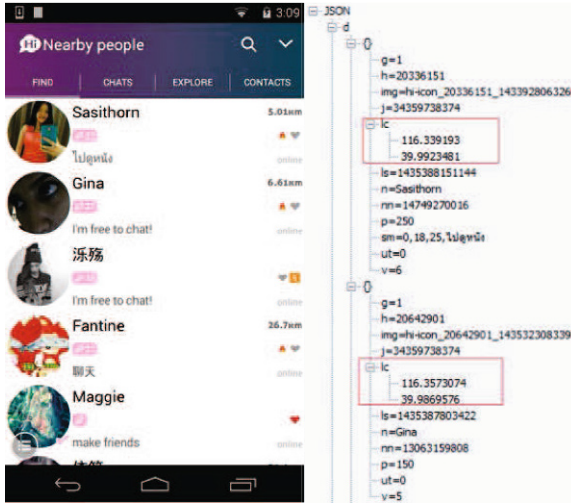 3:09
Hi Nearby people
FIND CHATS EXPLORE CONTACTS
Sasithorn 5.01KM
ไปดูหนัง online
Gina 6.61KM
I'm free to chat! online
泺殇
I'm free to chat! online
Fantine 26.7KM
聊天 online
Maggie
make friends online
JSON
d
{}
g=1
h=20336151
img=hi-icon_20336151_143392806326
j=34359738374
lc
116.339193
39.9923481
ls=1435388151144
n=Sasithorn
nn=14749270016
p=250
sm=0,18,25,ไปดูหนัง
ut=0
v=6
{}
g=1
h=20642901
img=hi-icon_20642901_143532308339
j=34359738374
lc
116.3573074
39.9869576
ls=1435387803422
n=Gina
nn=13063159808
p=150
ut=0
v=5